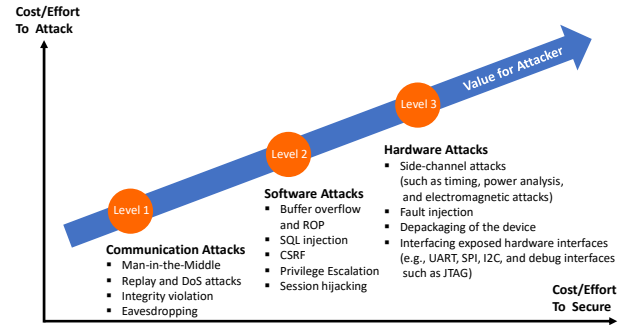 Cost/Effort
To Attack
Value for Attacker
Level 3
Level 2
Level 1
Hardware Attacks
▪ Side-channel attacks
(such as timing, power analysis,
and electromagnetic attacks)
▪ Fault injection
▪ Depackaging of the device
▪ Interfacing exposed hardware interfaces
(e.g., UART, SPI, I2C, and debug interfaces
such as JTAG)
Software Attacks
▪ Buffer overflow
and ROP
▪ SQL injection
▪ CSRF
▪ Privilege Escalation
▪ Session hijacking
Communication Attacks
▪ Man-in-the-Middle
▪ Replay and DoS attacks
▪ Integrity violation
▪ Eavesdropping
Cost/Effort
To Secure